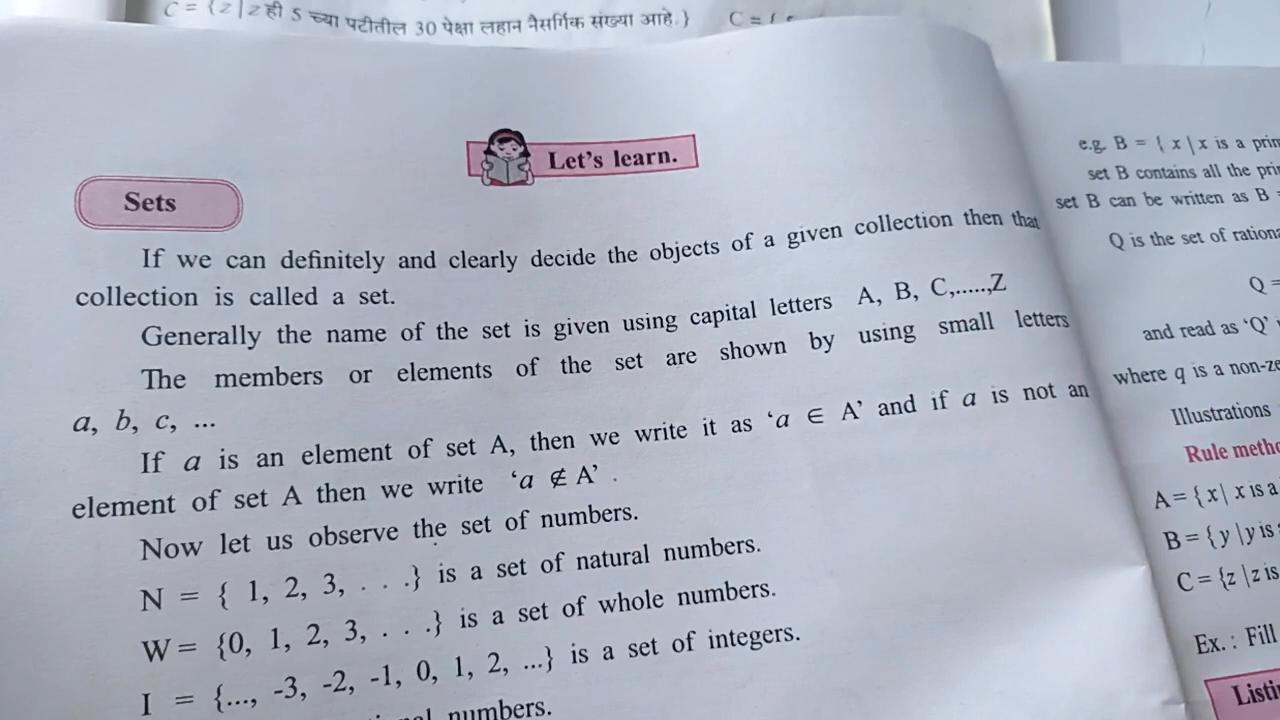 C = {z | z ही 5 च्या पटीतील 30 पेक्षा लहान नैसर्गिक संख्या आहे.} C = {
Let's learn.
Sets
If we can definitely and clearly decide the objects of a given collection then that
collection is called a set.
Generally the name of the set is given using capital letters A, B, C,.....,Z
The members or elements of the set are shown by using small letters
a, b, c, ...
If a is an element of set A, then we write it as ‘a ∈ A’ and if a is not an
element of set A then we write ‘a ∉ A’ .
Now let us observe the set of numbers.
N = { 1, 2, 3, . . .} is a set of natural numbers.
W = {0, 1, 2, 3, . . .} is a set of whole numbers.
I = {..., -3, -2, -1, 0, 1, 2, ...} is a set of integers.
numbers.
e.g. B = { x | x is a
set B contains all the
set B can be written as B =
Q is the set of
Q =
and read as ‘Q’
where q is a
Illustrations
Rule
A = { x | x is a
B = { y | y is
C = {z | z is
Ex. : Fill